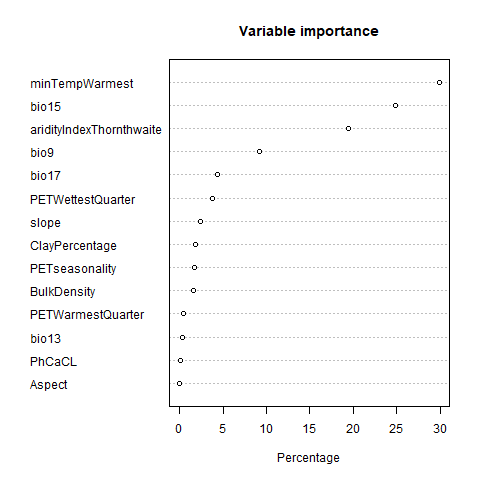 Variable importance
minTempWarmest
bio15
aridityIndexThornthwaite
bio9
bio17
PETWettestQuarter
slope
ClayPercentage
PETseasonality
BulkDensity
PETWarmestQuarter
bio13
PhCaCL
Aspect
0 5 10 15 20 25 30
Percentage